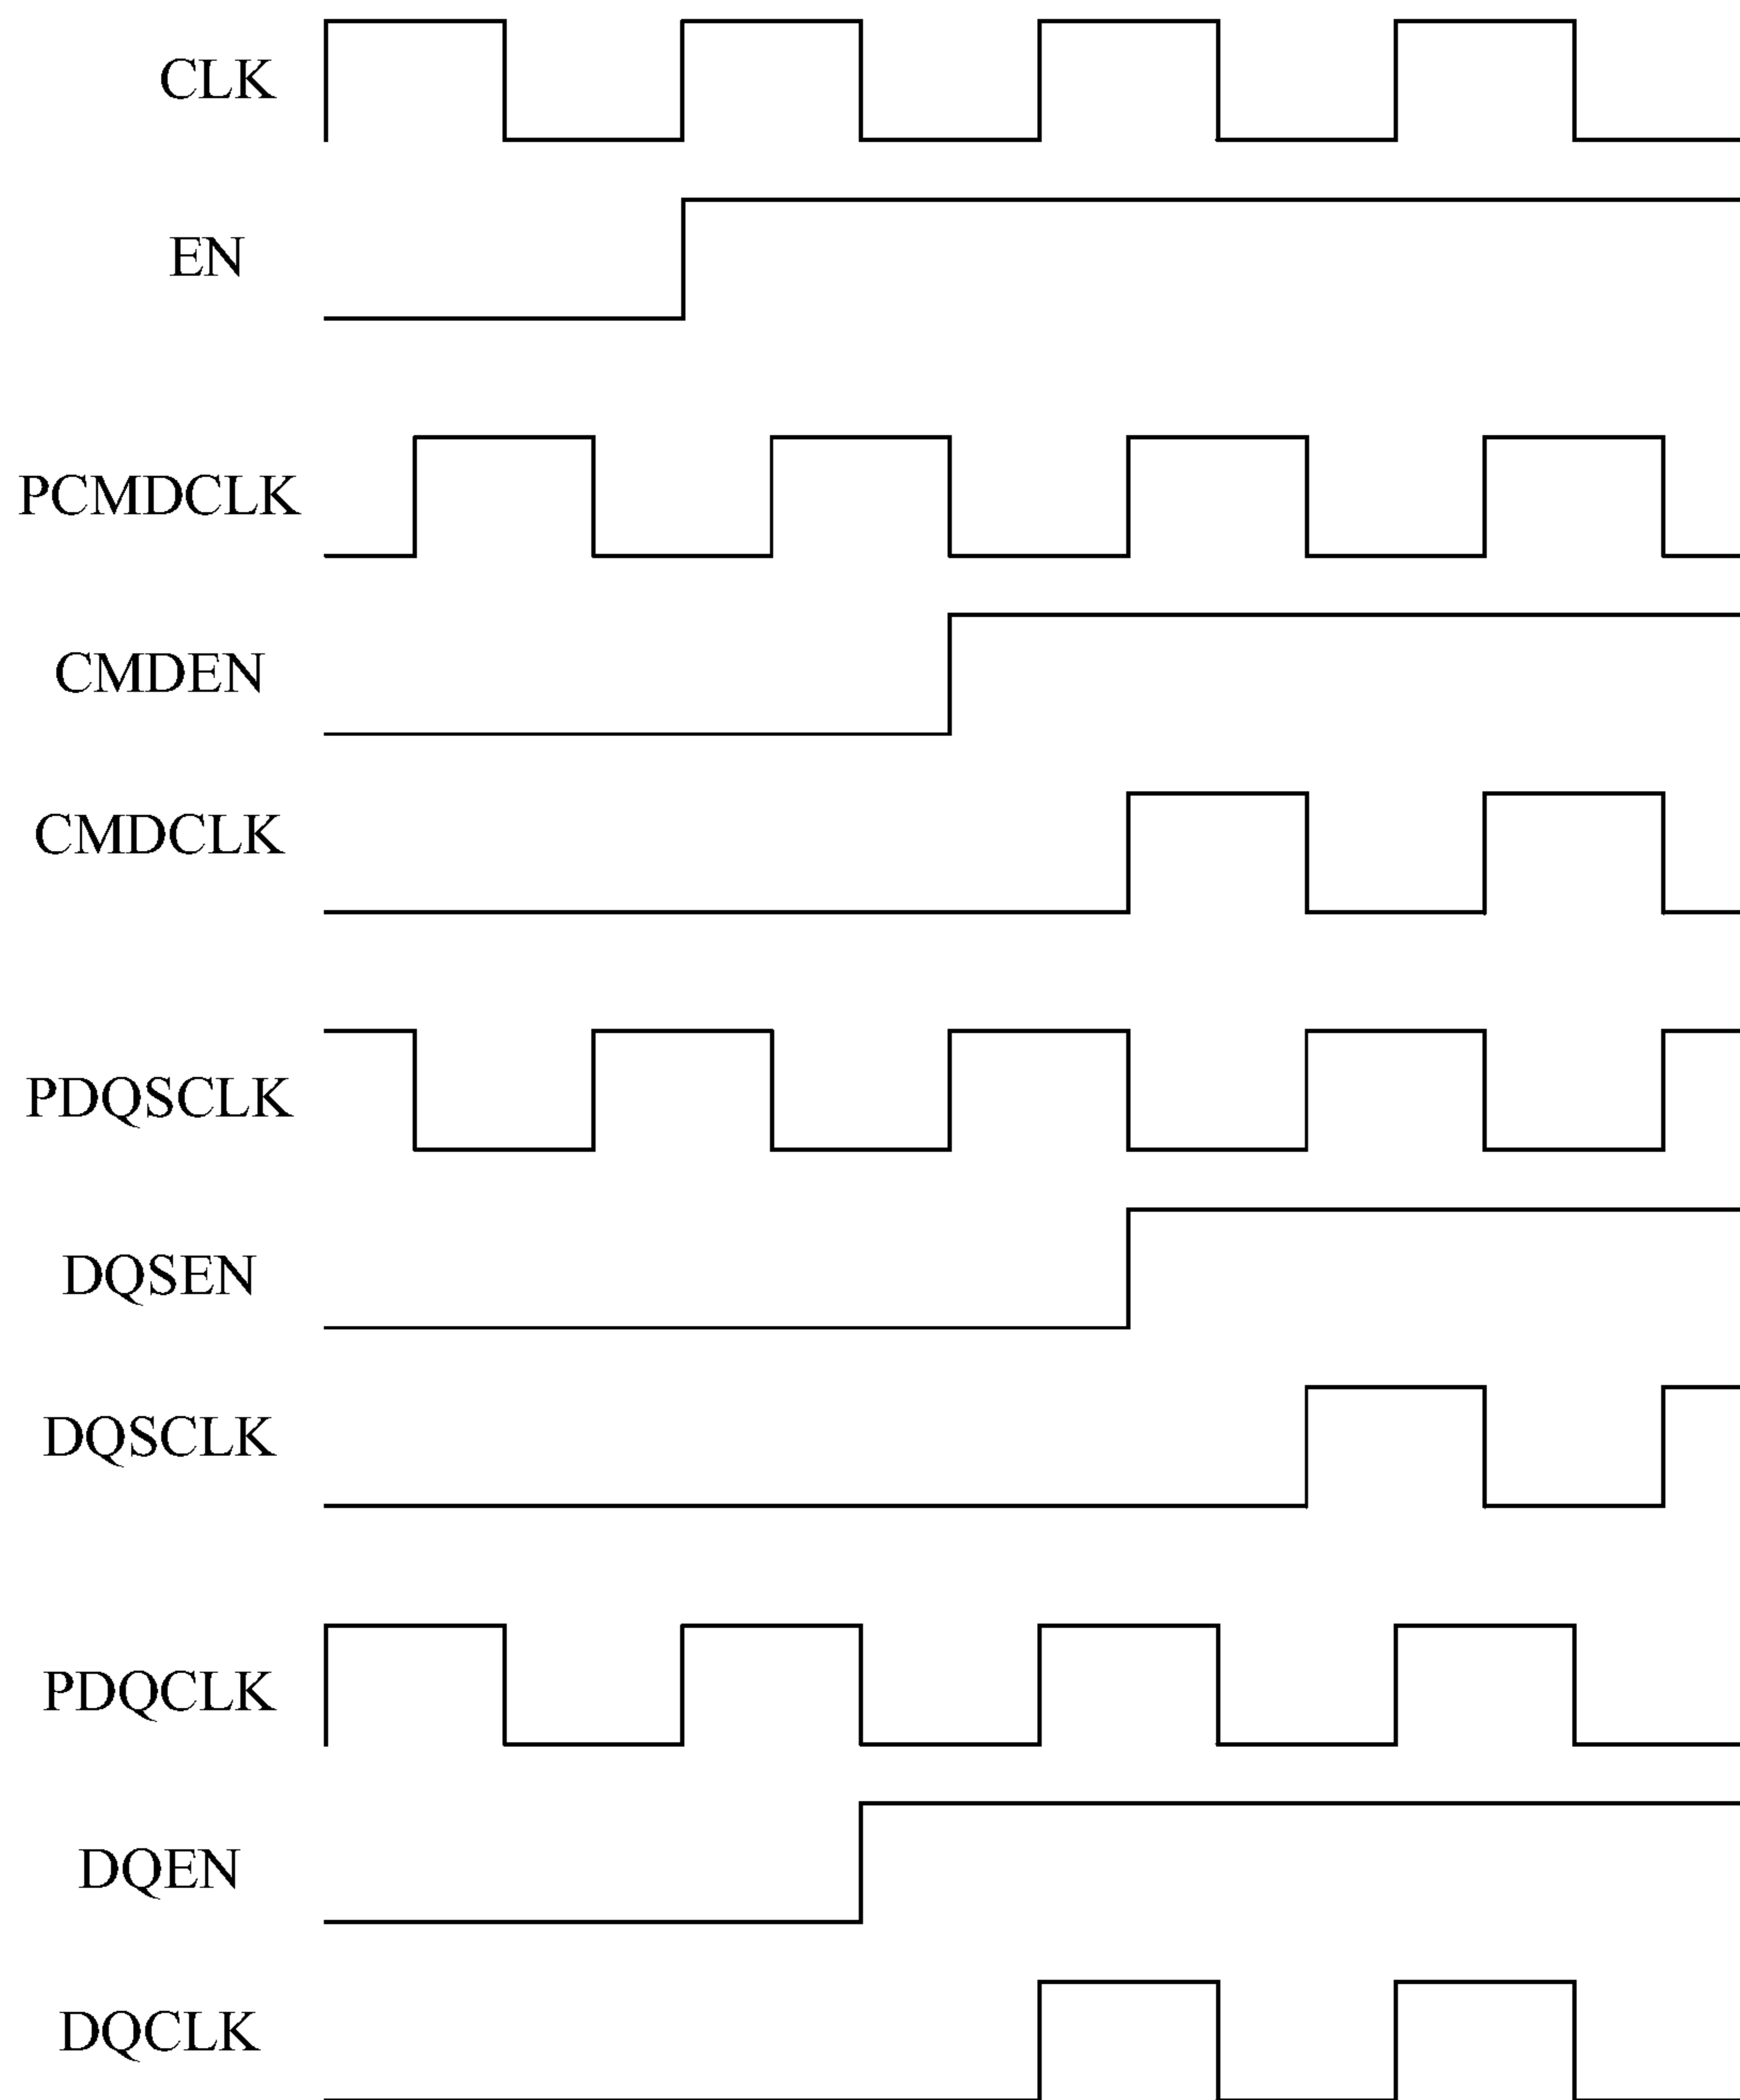 CLK
EN
PCMDCLK
CMDEN
CMDCLK
PDQSCLK
DQSEN
DQSCLK
PDQCLK
DQEN
DQCLK